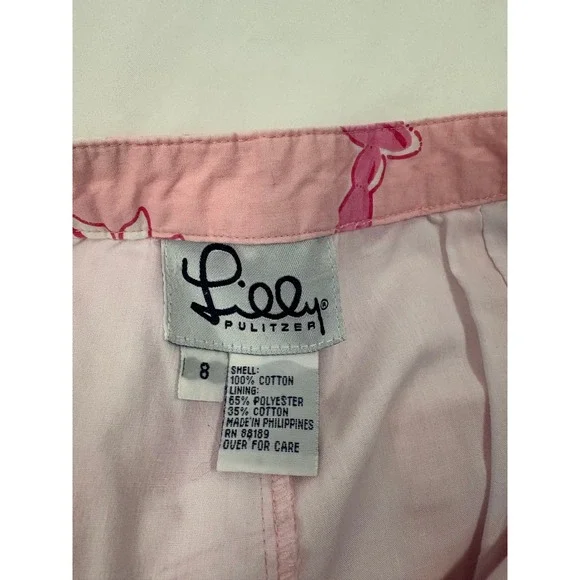 Lilly®
PULITZER
8
SHELL:
100% COTTON
LINING:
65% POLYESTER
35% COTTON
MADE IN PHILIPPINES
RN 88189
OVER FOR CARE